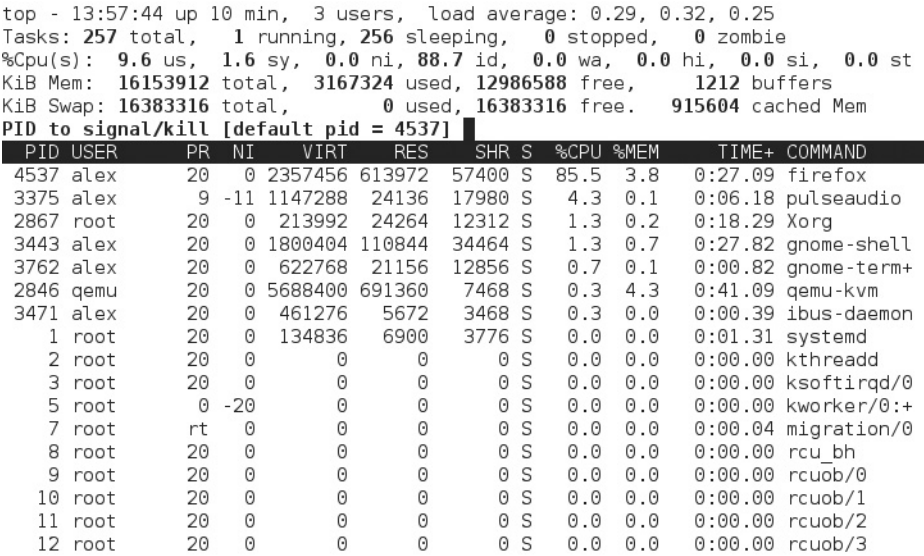 top - 13:57:44 up 10 min,  3 users,  load average: 0.29, 0.32, 0.25
Tasks: 257 total,   1 running, 256 sleeping,   0 stopped,   0 zombie
%Cpu(s):  9.6 us,  1.6 sy,  0.0 ni, 88.7 id,  0.0 wa,  0.0 hi,  0.0 si,  0.0 st
KiB Mem:  16153912 total,  3167324 used, 12986588 free,     1212 buffers
KiB Swap: 16383316 total,        0 used, 16383316 free.   915604 cached Mem
PID to signal/kill [default pid = 4537]
  PID USER      PR  NI    VIRT    RES    SHR S  %CPU %MEM     TIME+ COMMAND
 4537 alex      20   0 2357456 613972  57400 S  85.5  3.8   0:27.09 firefox
 3375 alex       9 -11 1147288  24136  17980 S   4.3  0.1   0:06.18 pulseaudio
 2867 root      20   0  213992  24264  12312 S   1.3  0.2   0:18.29 Xorg
 3443 alex      20   0 1800404 110844  34464 S   1.3  0.7   0:27.82 gnome-shell
 3762 alex      20   0  622768  21156  12856 S   0.7  0.1   0:00.82 gnome-term+
 2846 qemu      20   0 5688400 691360   7468 S   0.3  4.3   0:41.09 qemu-kvm
 3471 alex      20   0  461276   5672   3468 S   0.3  0.0   0:00.39 ibus-daemon
    1 root      20   0  134836   6900   3776 S   0.0  0.0   0:01.31 systemd
    2 root      20   0       0      0      0 S   0.0  0.0   0:00.00 kthreadd
    3 root      20   0       0      0      0 S   0.0  0.0   0:00.00 ksoftirqd/0
    5 root       0 -20       0      0      0 S   0.0  0.0   0:00.00 kworker/0:+
    7 root      rt   0       0      0      0 S   0.0  0.0   0:00.04 migration/0
    8 root      20   0       0      0      0 S   0.0  0.0   0:00.00 rcu_bh
    9 root      20   0       0      0      0 S   0.0  0.0   0:00.00 rcuob/0
   10 root      20   0       0      0      0 S   0.0  0.0   0:00.00 rcuob/1
   11 root      20   0       0      0      0 S   0.0  0.0   0:00.00 rcuob/2
   12 root      20   0       0      0      0 S   0.0  0.0   0:00.00 rcuob/3